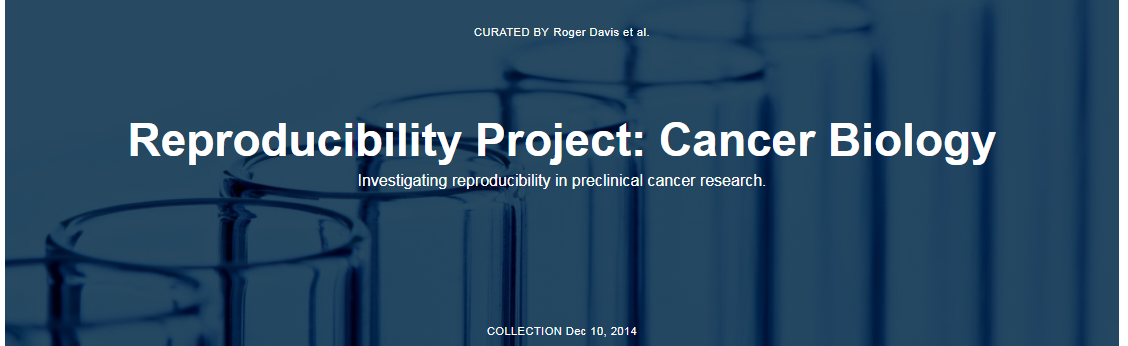 CURATED BY Roger Davis et al.
Reproducibility Project: Cancer Biology
Investigating reproducibility in preclinical cancer research.
COLLECTION Dec 10, 2014